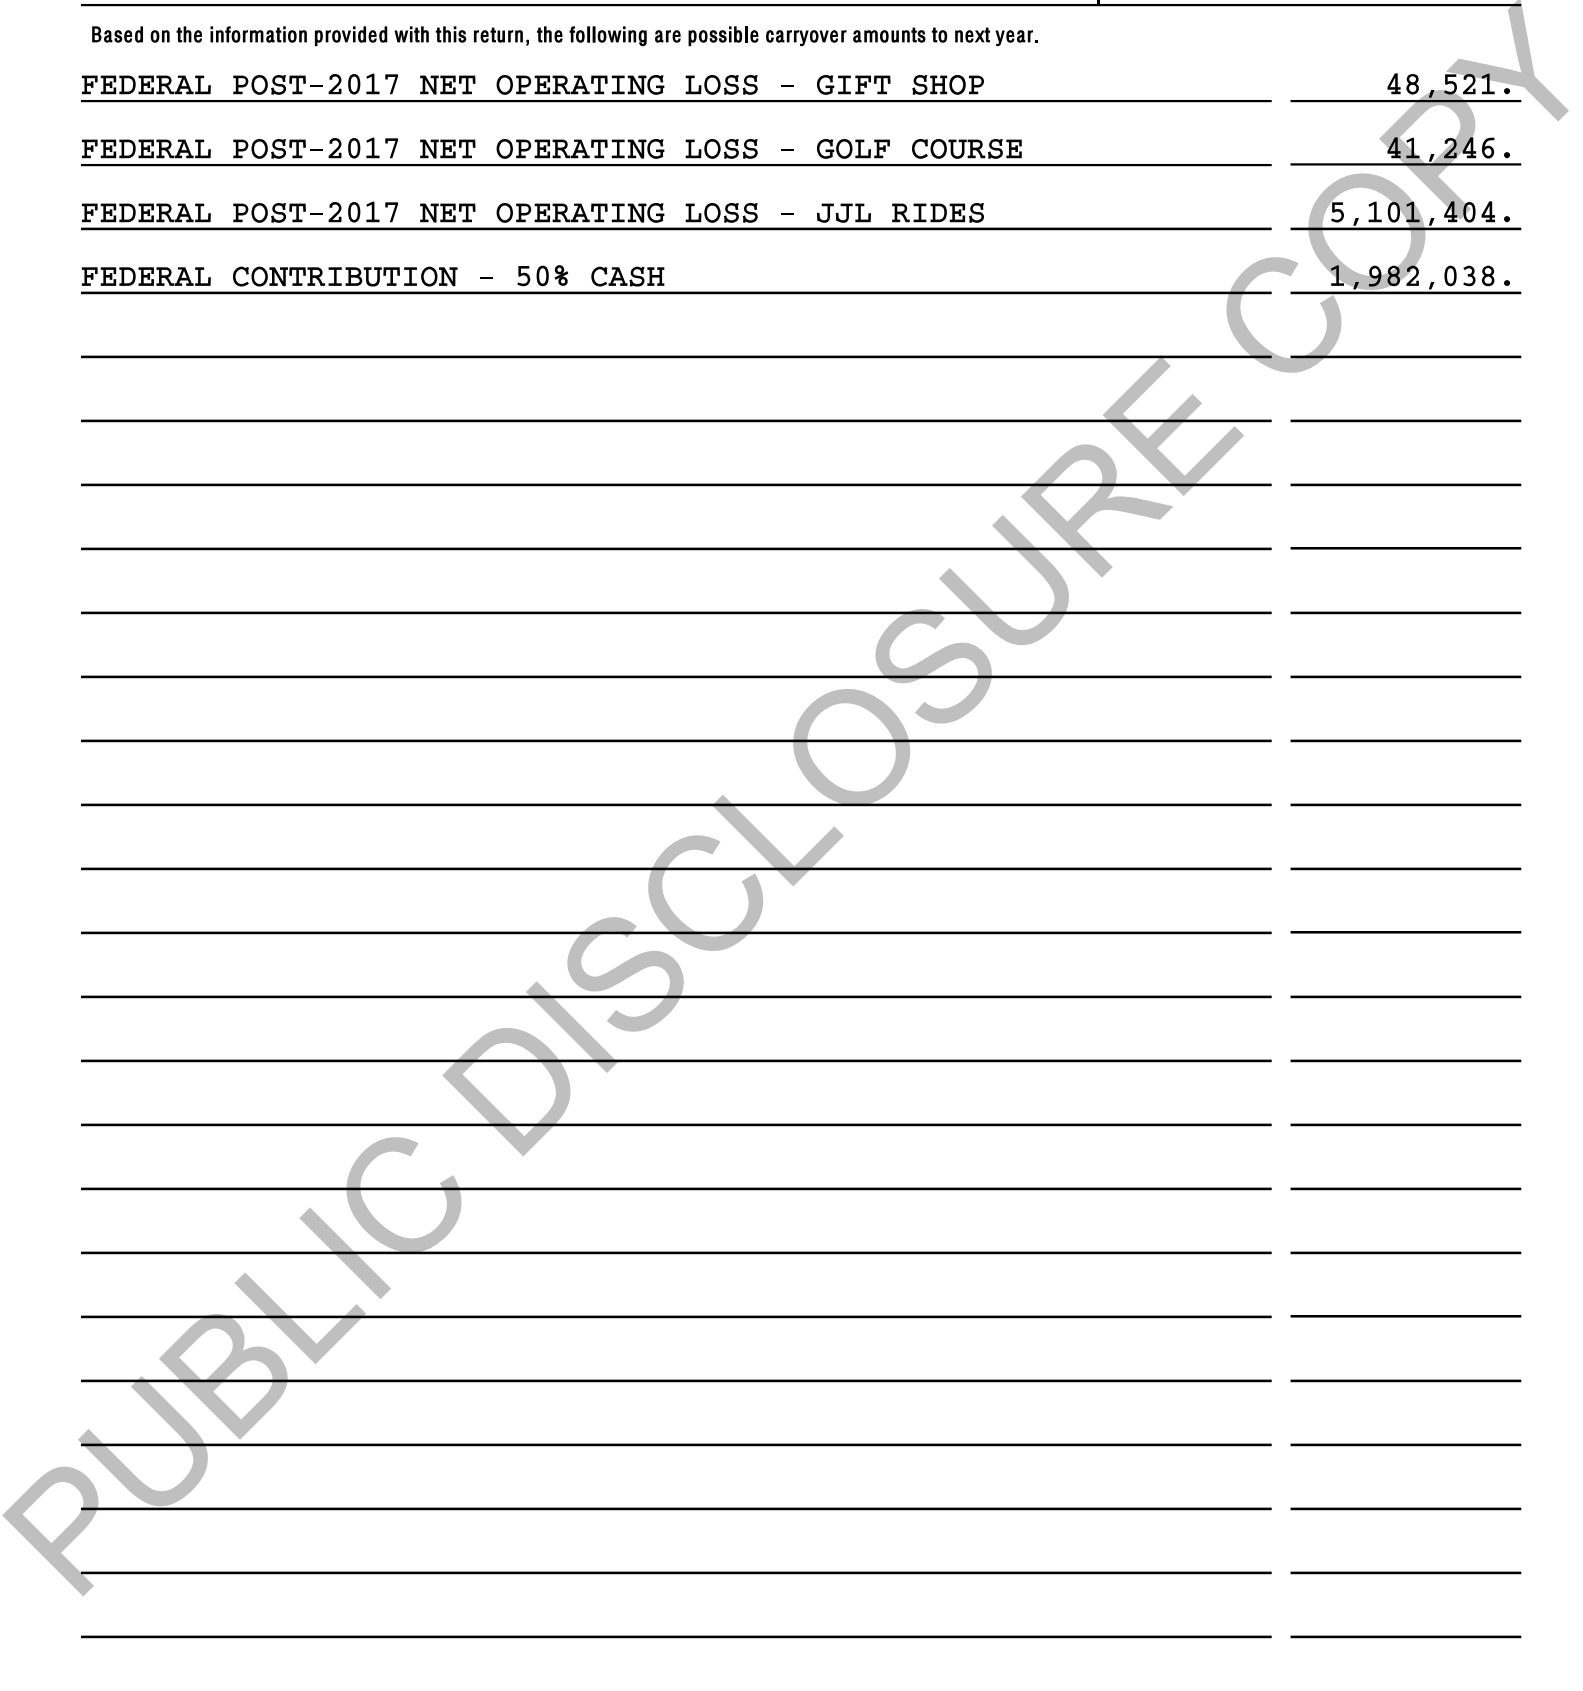 Based on the information provided with this return, the following are possible carryover amounts to next year.
FEDERAL POST-2017 NET OPERATING LOSS - GIFT SHOP 48,521.
FEDERAL POST-2017 NET OPERATING LOSS - GOLF COURSE 41,246.
FEDERAL POST-2017 NET OPERATING LOSS - JJL RIDES 5,101,404.
FEDERAL CONTRIBUTION - 50% CASH 1,982,038.
PUBLIC DISCLOSURE COPY